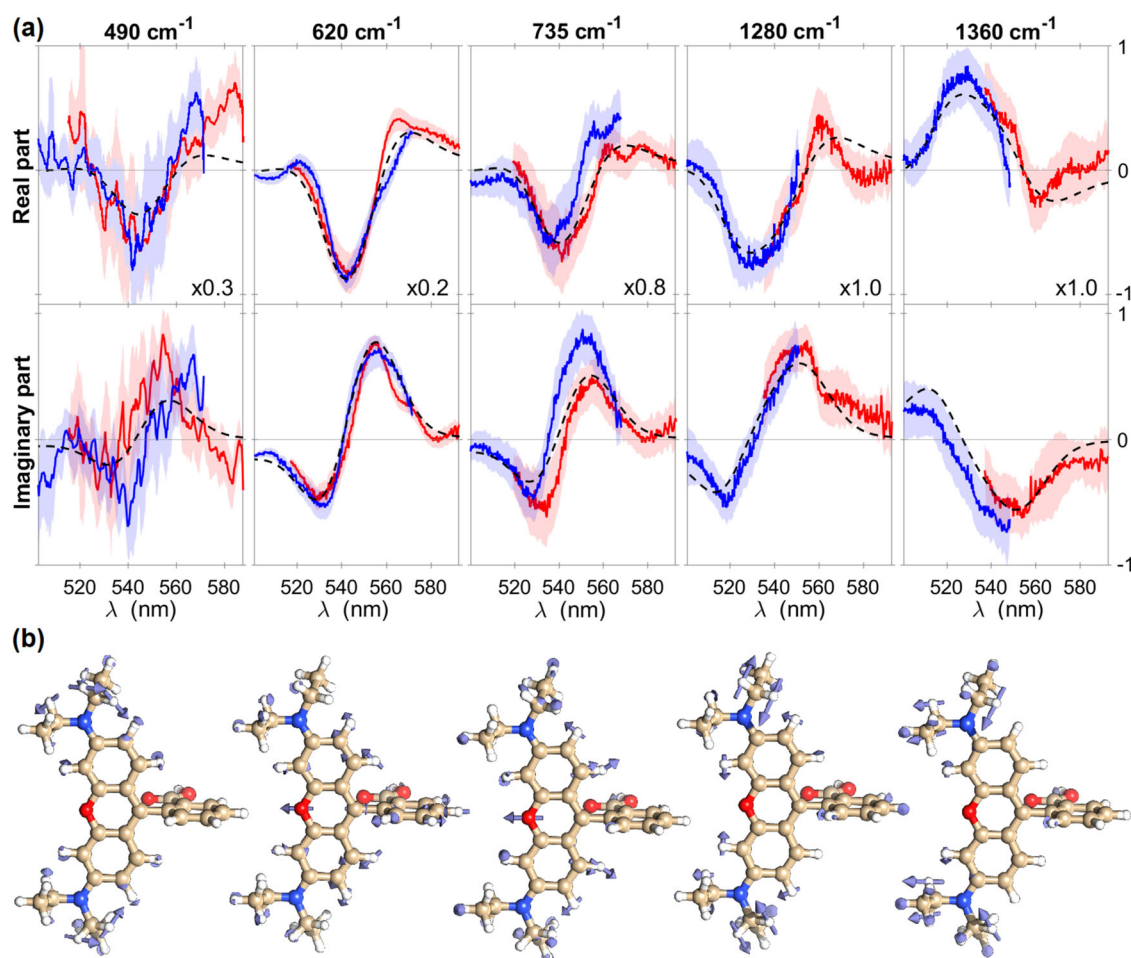 (a)
490 cm-1 620 cm-1 735 cm-1 1280 cm-1 1360 cm-1
Real part
1
0
-1
x0.3 x0.2 x0.8 x1.0 x1.0
Imaginary part
1
0
-1
520 540 560 580 520 540 560 580 520 540 560 580 520 540 560 580 520 540 560 580
λ (nm) λ (nm) λ (nm) λ (nm) λ (nm)
(b)